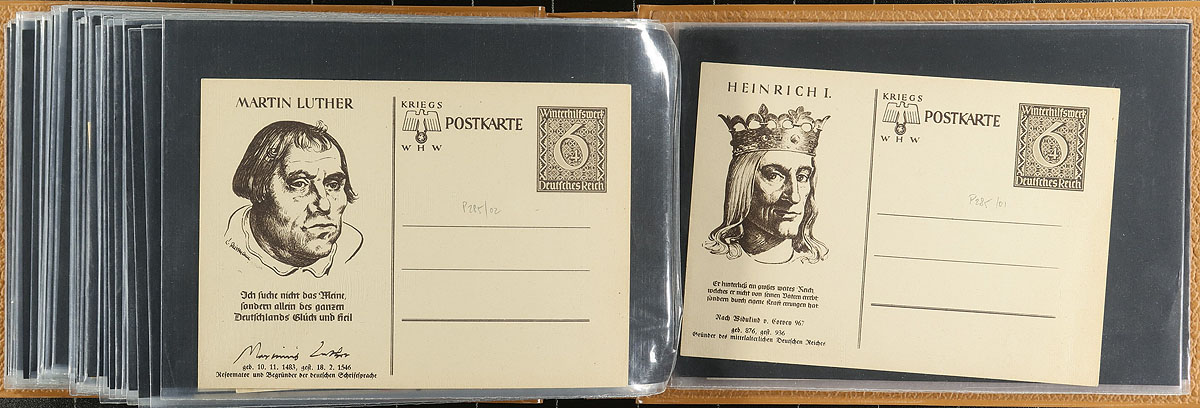 MARTIN LUTHER
Ich suche nicht das Meine,
sondern allein des ganzen
Deutschlands Glück und Heil
Martinus Luther
geb. 10. 11. 1483, gest. 18. 2. 1546
Reformator und Begründer der deutschen Schriftsprache
KRIEGS
WHW
POSTKARTE
Winterhilfswerk
6
4
Deutsches Reich
P285/02
HEINRICH I.
Er hinterließ ein großes weites Reich,
welches er nicht von seinen Vätern ererbt
sondern durch eigene Kraft errungen hat
Nach Widukind v. Corvey 967
geb. 876, gest. 936
Gründer des mittelalterlichen Deutschen Reiches
KRIEGS
WHW
POSTKARTE
Winterhilfswerk
6
4
Deutsches Reich
P285/01